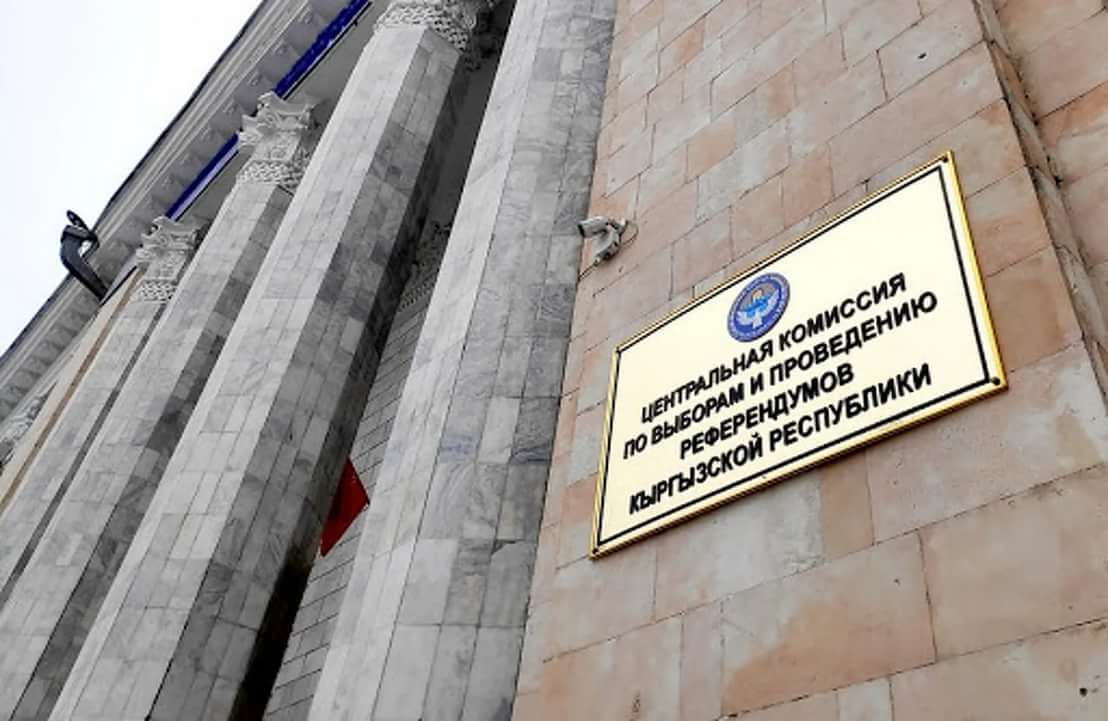 ЦЕНТРАЛЬНАЯ КОМИССИЯ
ПО ВЫБОРАМ И ПРОВЕДЕНИЮ
РЕФЕРЕНДУМОВ
КЫРГЫЗСКОЙ РЕСПУБЛИКИ